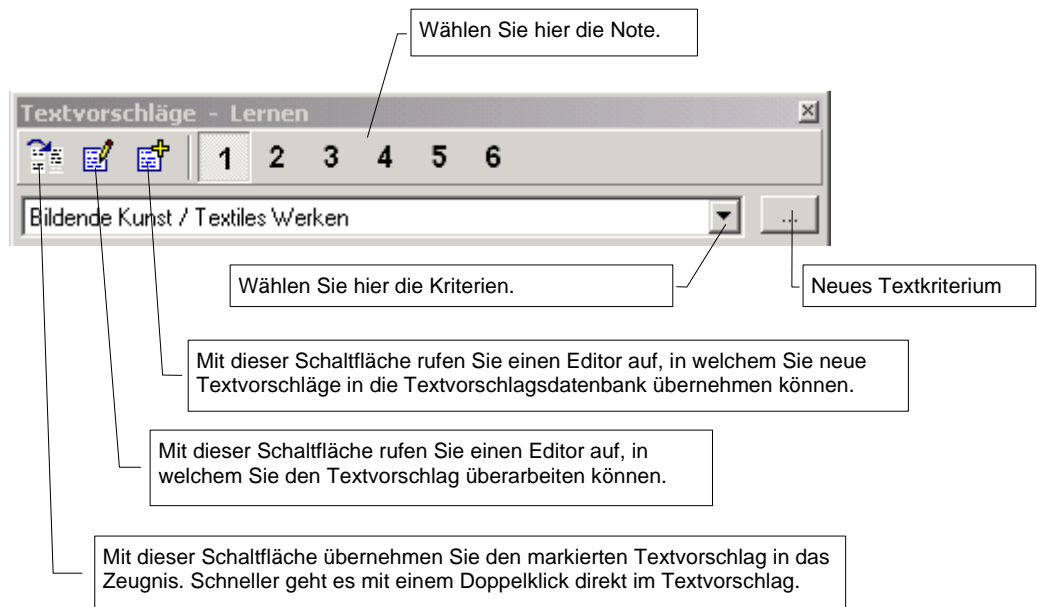 Wählen Sie hier die Note.
Textvorschläge - Lernen
1 2 3 4 5 6
Bildende Kunst / Textiles Werken
...
Wählen Sie hier die Kriterien.
Neues Textkriterium
Mit dieser Schaltfläche rufen Sie einen Editor auf, in welchem Sie neue
Textvorschläge in die Textvorschlagsdatenbank übernehmen können.
Mit dieser Schaltfläche rufen Sie einen Editor auf, in
welchem Sie den Textvorschlag überarbeiten können.
Mit dieser Schaltfläche übernehmen Sie den markierten Textvorschlag in das
Zeugnis. Schneller geht es mit einem Doppelklick direkt im Textvorschlag.